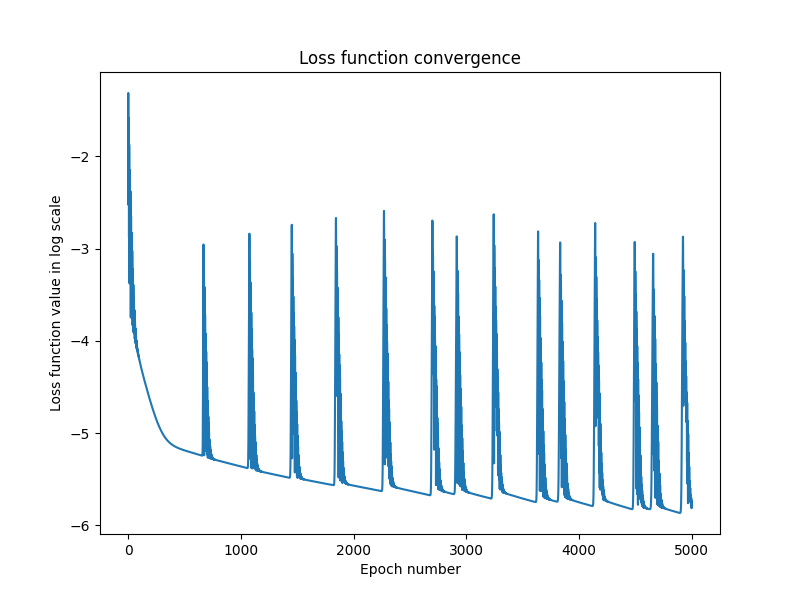 Loss function convergence
Loss function value in log scale
−2
−3
−4
−5
−6
0 1000 2000 3000 4000 5000
Epoch number